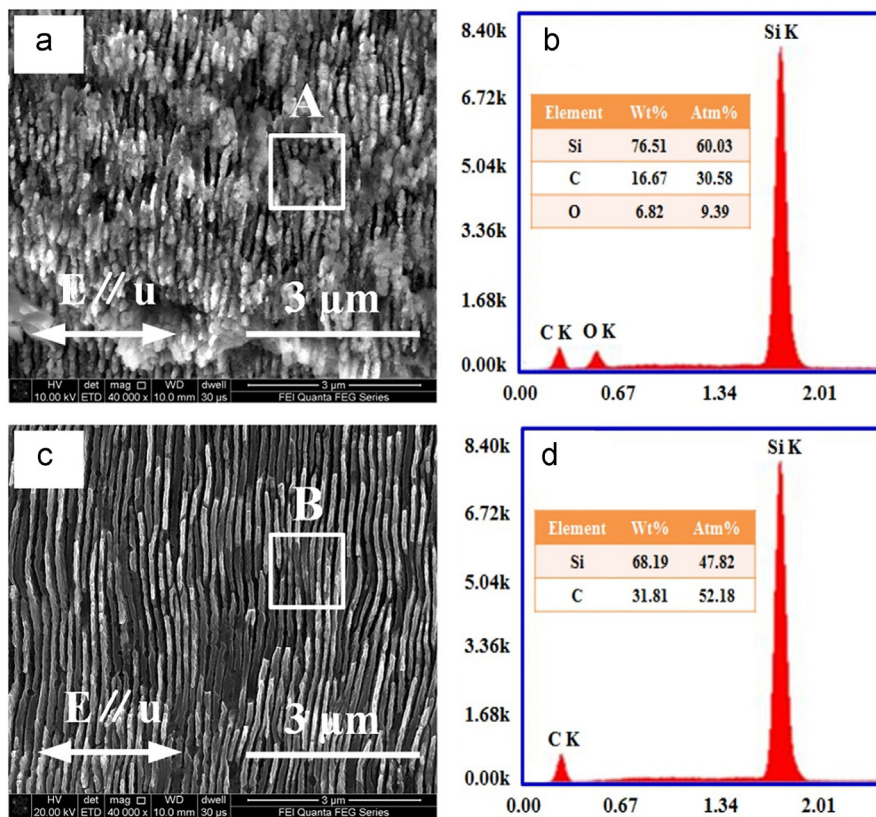 a
A
E // u
3 µm
HV det mag □ WD dwell
10.00 kV ETD 40 000 x 10.0 mm 30 µs
3 µm
FEI Quanta FEG Series
b
8.40k
6.72k
5.04k
3.36k
1.68k
0.00k
Si K
Element Wt% Atm%
Si 76.51 60.03
C 16.67 30.58
O 6.82 9.39
C K
O K
0.00 0.67 1.34 2.01
c
B
E // u
3 µm
HV det mag □ WD dwell
20.00 kV ETD 40 000 x 10.0 mm 30 µs
3 µm
FEI Quanta FEG Series
d
8.40k
6.72k
5.04k
3.36k
1.68k
0.00k
Si K
Element Wt% Atm%
Si 68.19 47.82
C 31.81 52.18
C K
0.00 0.67 1.34 2.01